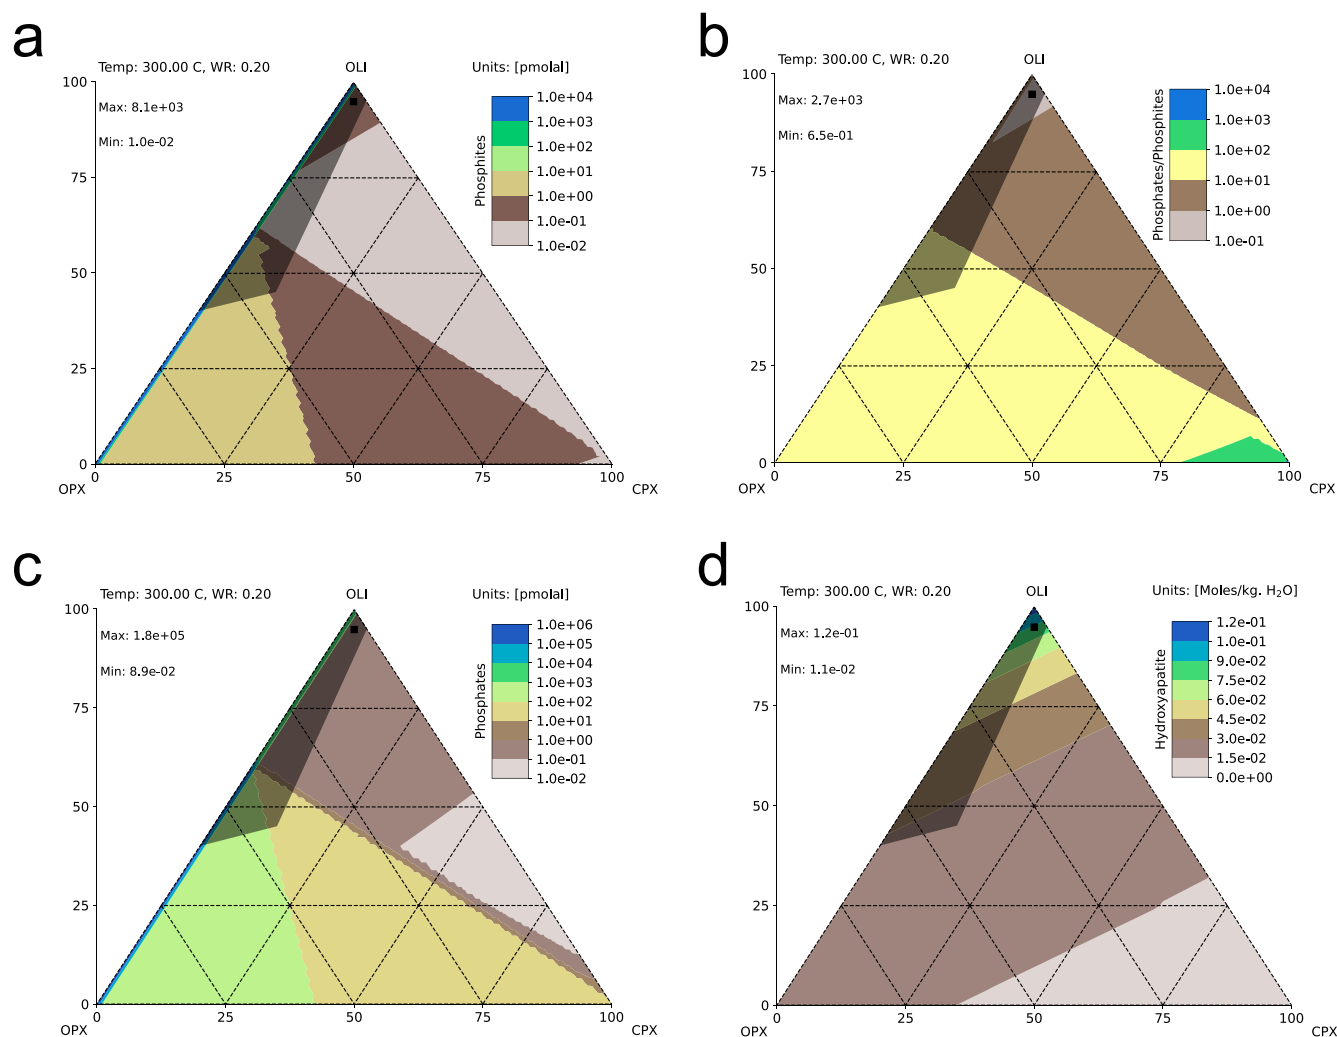 a
Temp: 300.00 C, WR: 0.20
OLI
Units: [pmolal]
Max: 8.1e+03
Min: 1.0e-02
100
75
50
25
0
0
25
50
75
100
OPX
CPX
Phosphites
1.0e+04
1.0e+03
1.0e+02
1.0e+01
1.0e+00
1.0e-01
1.0e-02
b
Temp: 300.00 C, WR: 0.20
OLI
Max: 2.7e+03
Min: 6.5e-01
100
75
50
25
0
0
25
50
75
100
OPX
CPX
Phosphates/Phosphites
1.0e+04
1.0e+03
1.0e+02
1.0e+01
1.0e+00
1.0e-01
c
Temp: 300.00 C, WR: 0.20
OLI
Units: [pmolal]
Max: 1.8e+05
Min: 8.9e-02
100
75
50
25
0
0
25
50
75
100
OPX
CPX
Phosphates
1.0e+06
1.0e+05
1.0e+04
1.0e+03
1.0e+02
1.0e+01
1.0e+00
1.0e-01
1.0e-02
d
Temp: 300.00 C, WR: 0.20
OLI
Units: [Moles/kg. H₂O]
Max: 1.2e-01
Min: 1.1e-02
100
75
50
25
0
0
25
50
75
100
OPX
CPX
Hydroxyapatite
1.2e-01
1.0e-01
9.0e-02
7.5e-02
6.0e-02
4.5e-02
3.0e-02
1.5e-02
0.0e+00